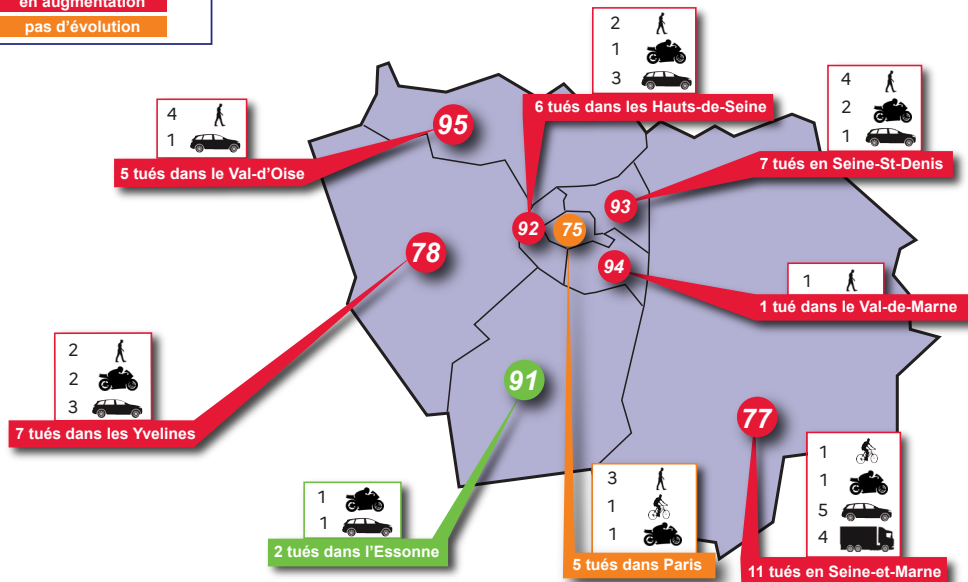 en augmentation
pas d'évolution
2
1
3
6 tués dans les Hauts-de-Seine
4
2
1
7 tués en Seine-St-Denis
4
1
5 tués dans le Val-d'Oise
95
93
92
75
78
94
1
1 tué dans le Val-de-Marne
2
2
3
7 tués dans les Yvelines
91
77
1
1
2 tués dans l'Essonne
3
1
1
5 tués dans Paris
1
1
5
4
11 tués en Seine-et-Marne